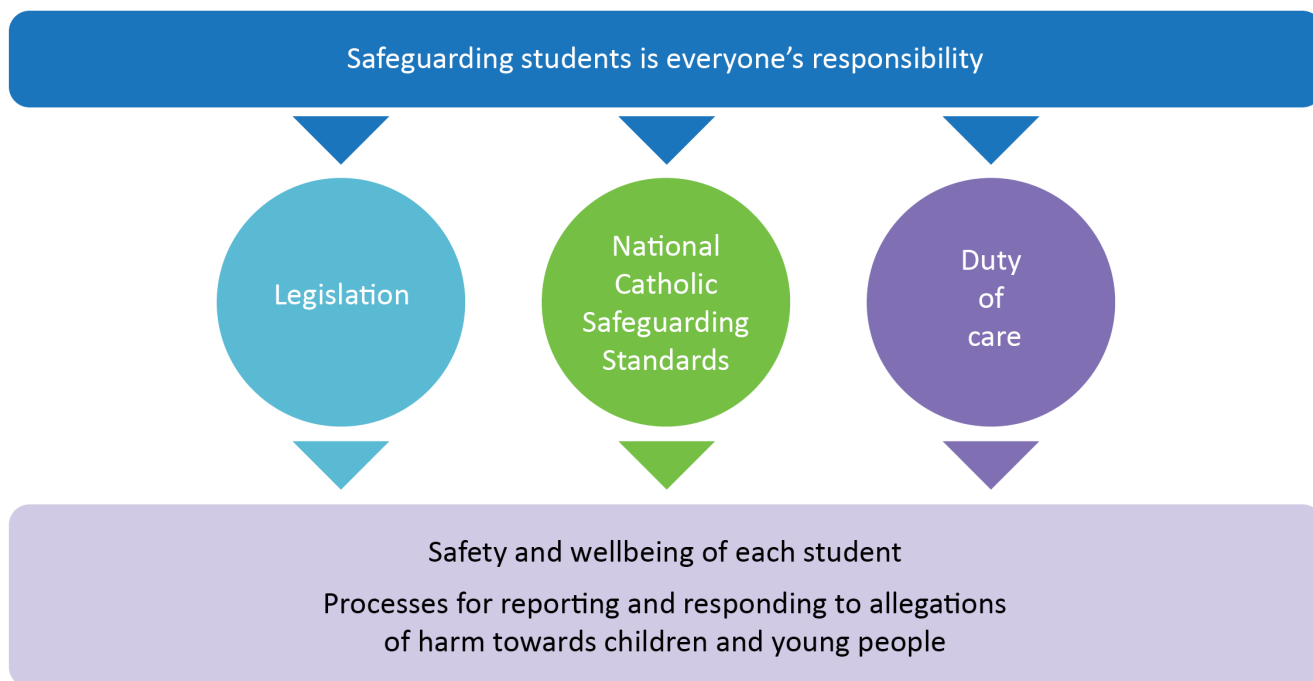 Safeguarding students is everyone’s responsibility
Legislation
National
Catholic
Safeguarding
Standards
Duty
of
care
Safety and wellbeing of each student
Processes for reporting and responding to allegations
of harm towards children and young people